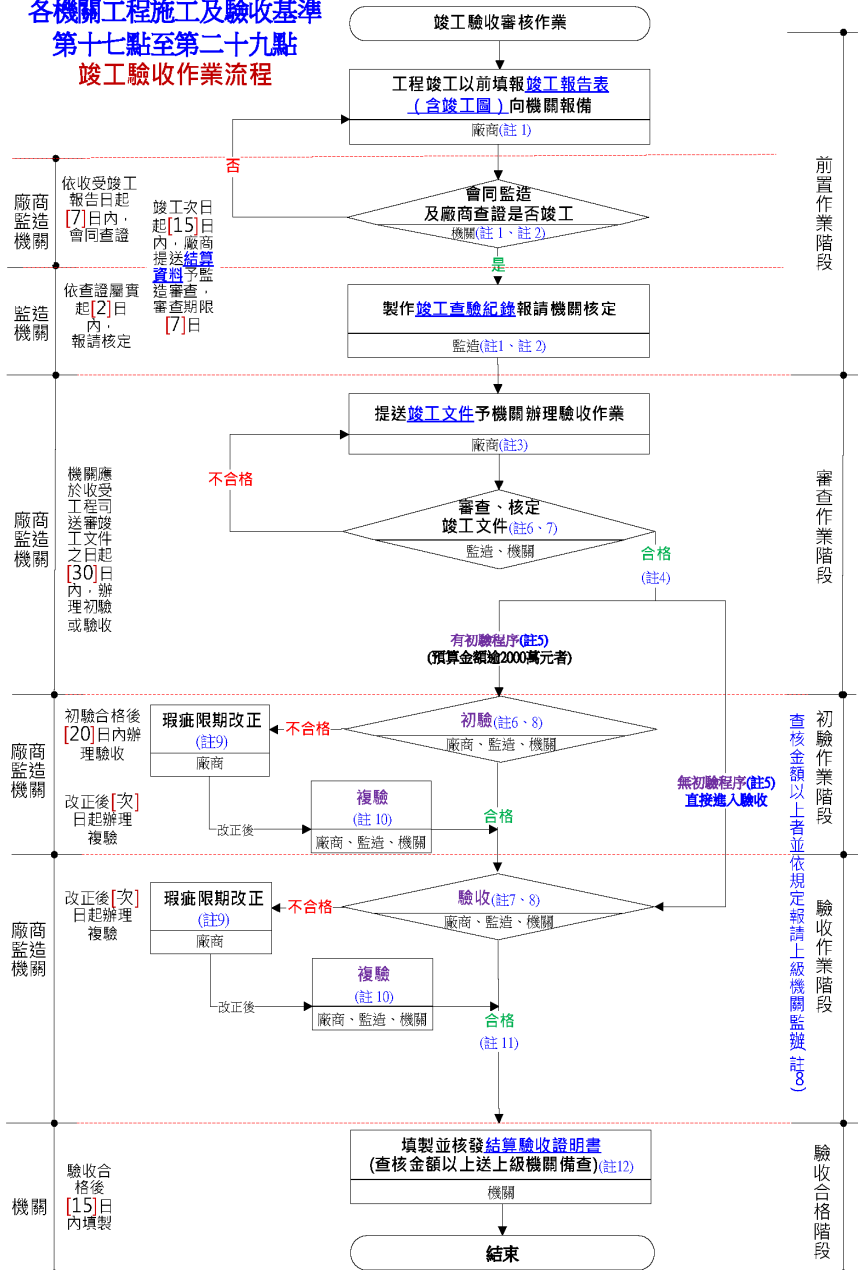 各機關工程施工及驗收基準
第十七點至第二十九點
竣工驗收作業流程
竣工驗收審核作業
工程竣工以前填報竣工報告表
(含竣工圖)向機關報備
廠商(註 1)
否
前置作業階段
廠商
監造
機關
依收受竣工
報告日起
[7]日內，
會同查證
竣工次日
起[15]日
內，廠商
提送結算
資料予監
造審查，
審查期限
[7]日
會同監造
及廠商查證是否竣工
機關(註 1、註 2)
是
監造
機關
依查證屬實
起[2]日
內，
報請核定
製作竣工查驗紀錄報請機關核定
監造(註1、註 2)
提送竣工文件予機關辦理驗收作業
廠商(註3)
不合格
審查作業階段
廠商
監造
機關
機關應
於收受
工程司
送審竣
工文件
之日起
[30]日
內，辦
理初驗
或驗收
審查、核定
竣工文件(註6、7)
監造、機關
合格
(註4)
有初驗程序(註5)
(預算金額逾2000萬元者)
初驗作業階段
廠商
監造
機關
初驗合格後
[20]日內辦
理驗收
改正後[次]
日起辦理
複驗
瑕疵限期改正
(註9)
廠商
不合格
初驗(註6、8)
廠商、監造、機關
無初驗程序(註5)
直接進入驗收
查核金額以上者並依規定報請上級機關監辦(註8)
改正後
複驗
(註 10)
廠商、監造、機關
合格
驗收作業階段
廠商
監造
機關
改正後[次]
日起辦理
複驗
瑕疵限期改正
(註9)
廠商
不合格
驗收(註7、8)
廠商、監造、機關
改正後
複驗
(註 10)
廠商、監造、機關
合格
(註 11)
驗收合格階段
機關
驗收合
格後
[15]日
內填製
填製並核發結算驗收證明書
(查核金額以上送上級機關備查)(註12)
機關
結束